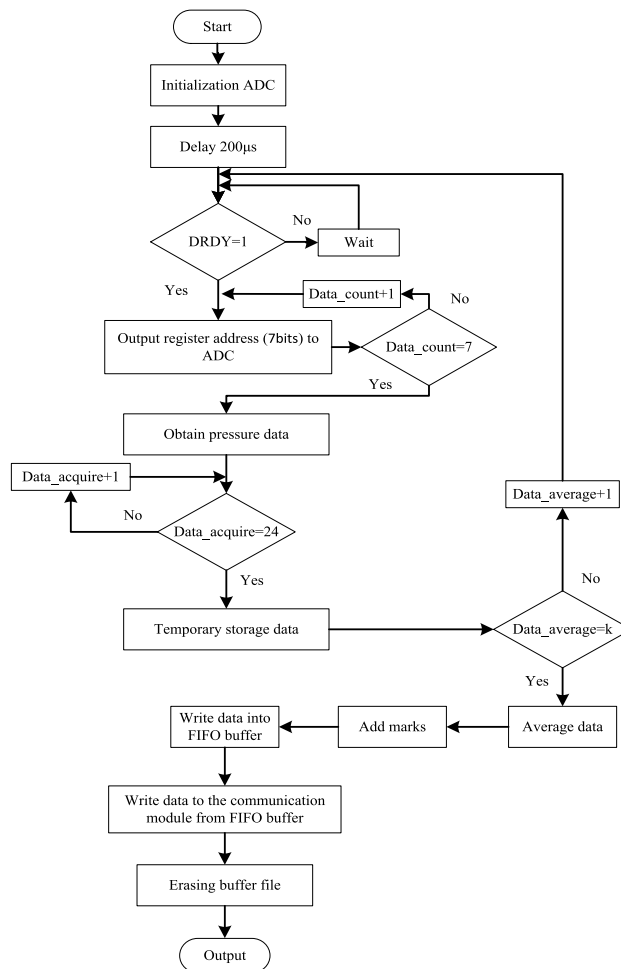 Start
Initialization ADC
Delay 200μs
DRDY=1
No
Wait
Yes
Data_count+1
No
Output register address (7bits) to
ADC
Data_count=7
Yes
Obtain pressure data
Data_acquire+1
Data_average+1
No
Data_acquire=24
Yes
No
Temporary storage data
Data_average=k
Yes
Write data into
FIFO buffer
Add marks
Average data
Write data to the communication
module from FIFO buffer
Erasing buffer file
Output